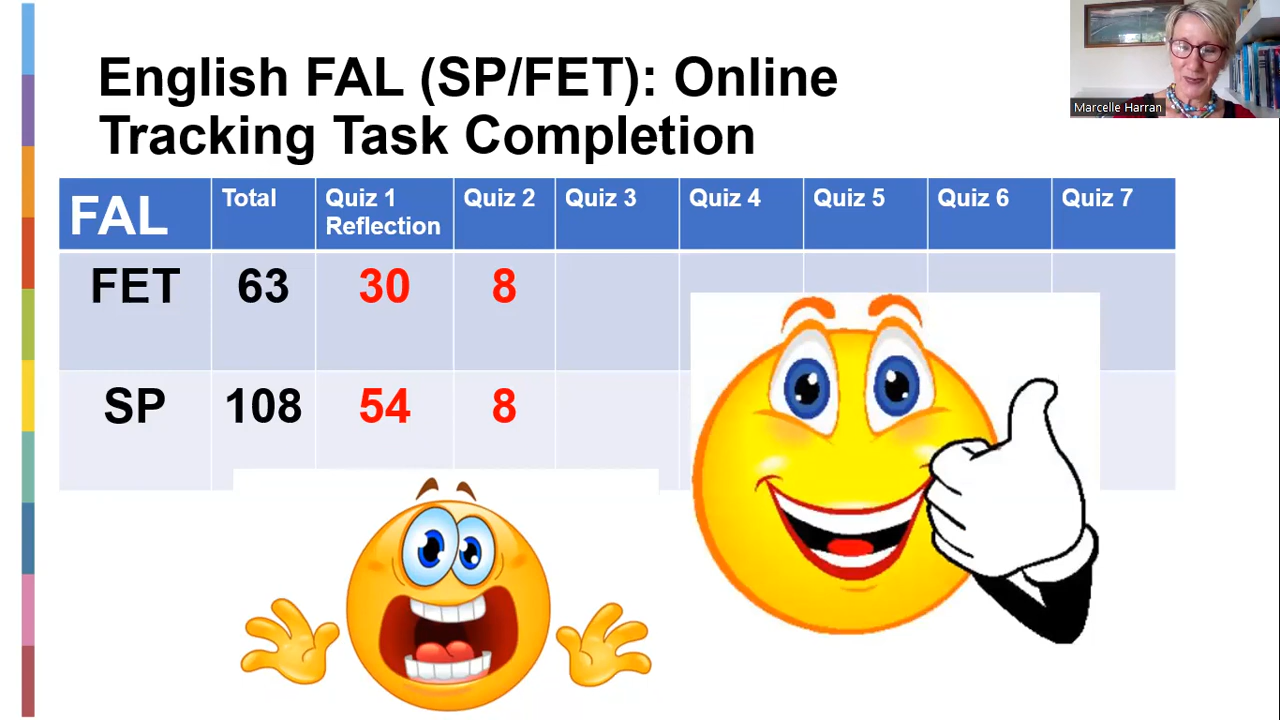 English FAL (SP/FET): Online
Tracking Task Completion
Marcelle Harran
FAL Total Quiz 1 Quiz 2 Quiz 3 Quiz 4 Quiz 5 Quiz 6 Quiz 7
Reflection
FET 63 30 8
SP 108 54 8